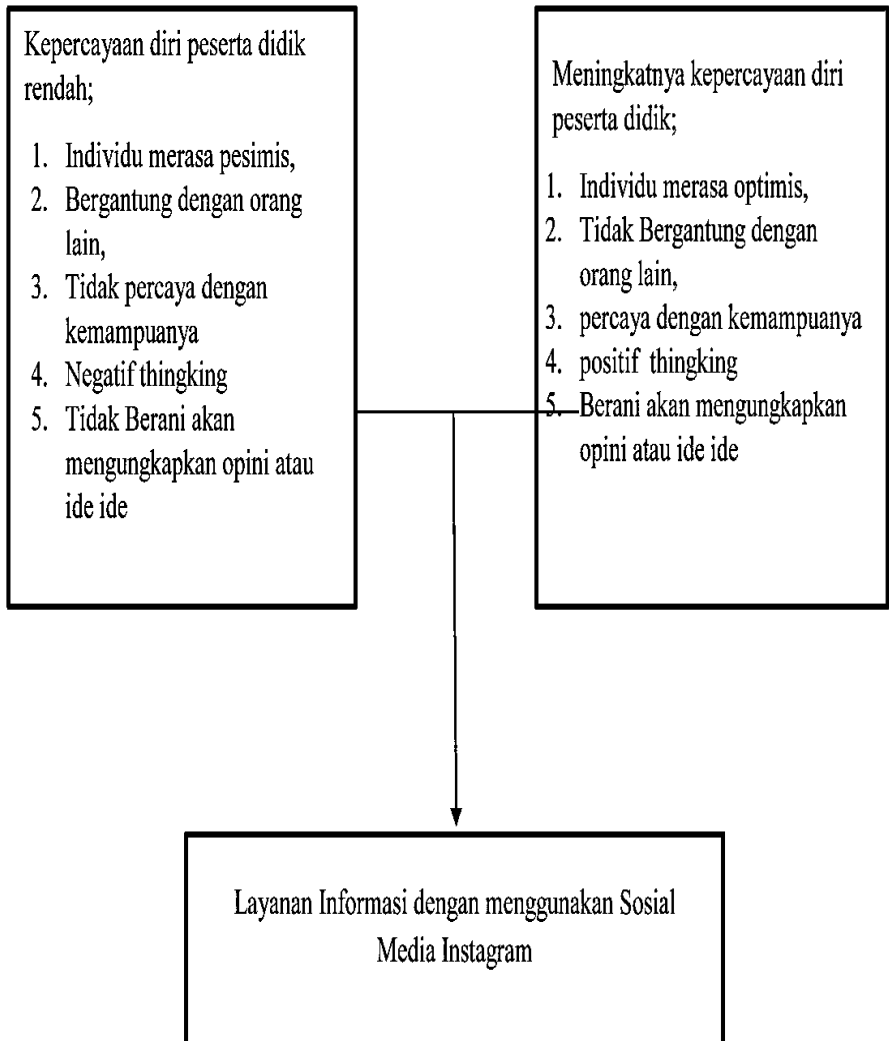 Kepercayaan diri peserta didik
rendah;
1. Individu merasa pesimis,
2. Bergantung dengan orang
lain,
3. Tidak percaya dengan
kemampuanya
4. Negatif thingking
5. Tidak Berani akan
mengungkapkan opini atau
ide ide
Meningkatnya kepercayaan diri
peserta didik;
1. Individu merasa optimis,
2. Tidak Bergantung dengan
orang lain,
3. percaya dengan kemampuanya
4. positif thingking
5. Berani akan mengungkapkan
opini atau ide ide
Layanan Informasi dengan menggunakan Sosial
Media Instagram